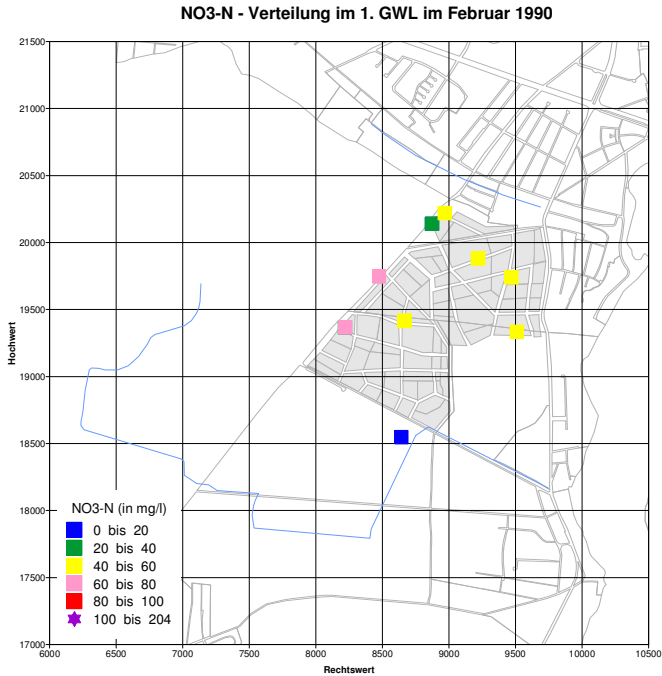 NO3-N - Verteilung im 1. GWL im Februar 1990
21500
21000
20500
20000
19500
19000
18500
18000
17500
17000
Hochwert
NO3-N (in mg/l)
0 bis 20
20 bis 40
40 bis 60
60 bis 80
80 bis 100
100 bis 204
6000 6500 7000 7500 8000 8500 9000 9500 10000 10500
Rechtswert